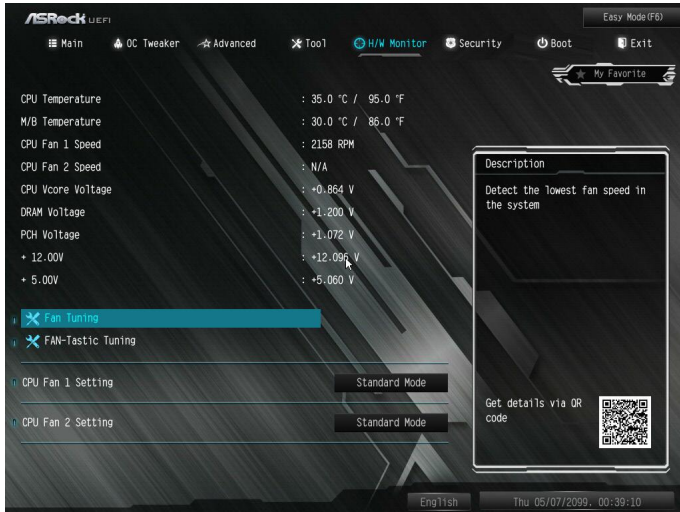 ASRock UEFI
Easy Mode(F6)
Main OC Tweaker Advanced Tool H/W Monitor Security Boot Exit
My Favorite
CPU Temperature : 35.0 °C / 95.0 °F
M/B Temperature : 30.0 °C / 86.0 °F
CPU Fan 1 Speed : 2158 RPM
CPU Fan 2 Speed : N/A
CPU Vcore Voltage : +0.864 V
DRAM Voltage : +1.200 V
PCH Voltage : +1.072 V
+ 12.00V : +12.096 V
+ 5.00V : +5.060 V
Fan Tuning
FAN-Tastic Tuning
CPU Fan 1 Setting Standard Mode
CPU Fan 2 Setting Standard Mode
Description
Detect the lowest fan speed in
the system
Get details via QR
code
English
Thu 05/07/2099. 00:39:10